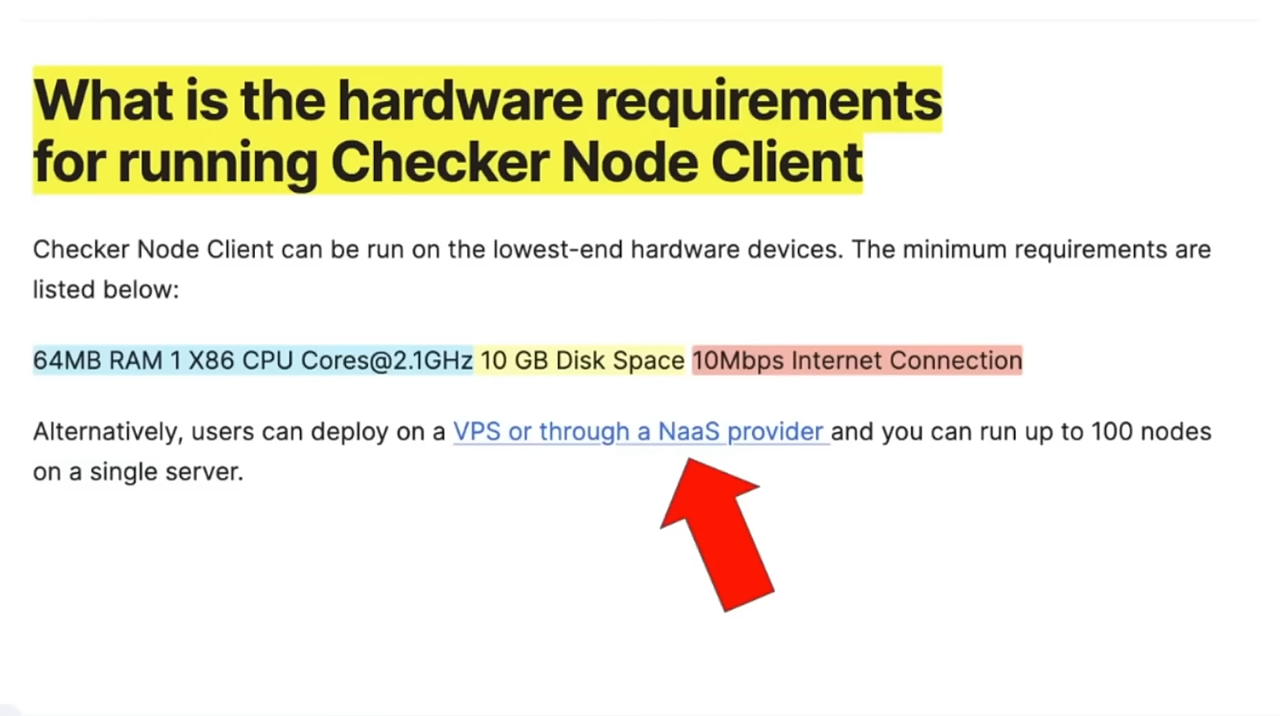 What is the hardware requirements
for running Checker Node Client
Checker Node Client can be run on the lowest-end hardware devices. The minimum requirements are
listed below:
64MB RAM 1 X86 CPU Cores@2.1GHz 10 GB Disk Space 10Mbps Internet Connection
Alternatively, users can deploy on a VPS or through a NaaS provider and you can run up to 100 nodes
on a single server.